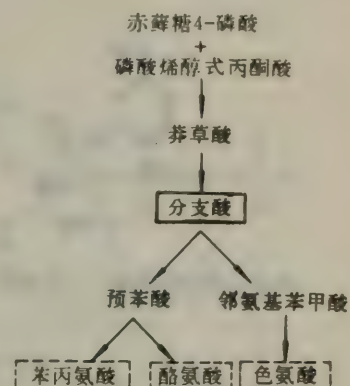 赤藓糖4-磷酸
+
磷酸烯醇式丙酮酸
莽草酸
分支酸
预苯酸 邻氨基苯甲酸
苯丙氨酸 酪氨酸 色氨酸